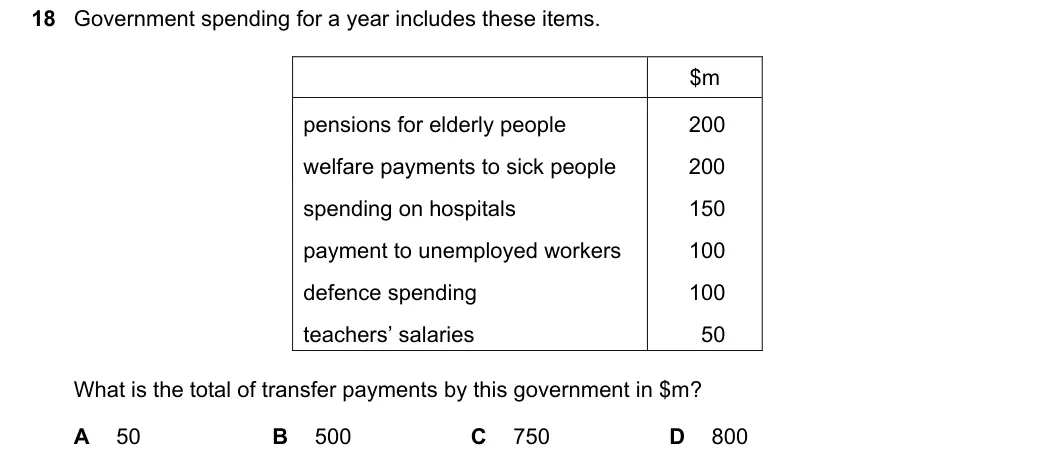 18 Government spending for a year includes these items.
$m
pensions for elderly people 200
welfare payments to sick people 200
spending on hospitals 150
payment to unemployed workers 100
defence spending 100
teachers’ salaries 50
What is the total of transfer payments by this government in $m?
A 50 B 500 C 750 D 800